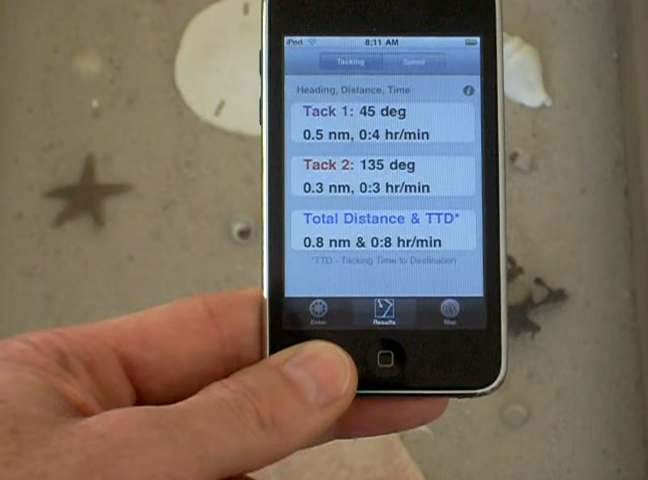 iPod 8:11 AM
Tacking Speed
Heading, Distance, Time
Tack 1: 45 deg
0.5 nm, 0:4 hr/min
Tack 2: 135 deg
0.3 nm, 0:3 hr/min
Total Distance & TTD*
0.8 nm & 0:8 hr/min
*TTD - Tacking Time to Destination
Enter Results Map